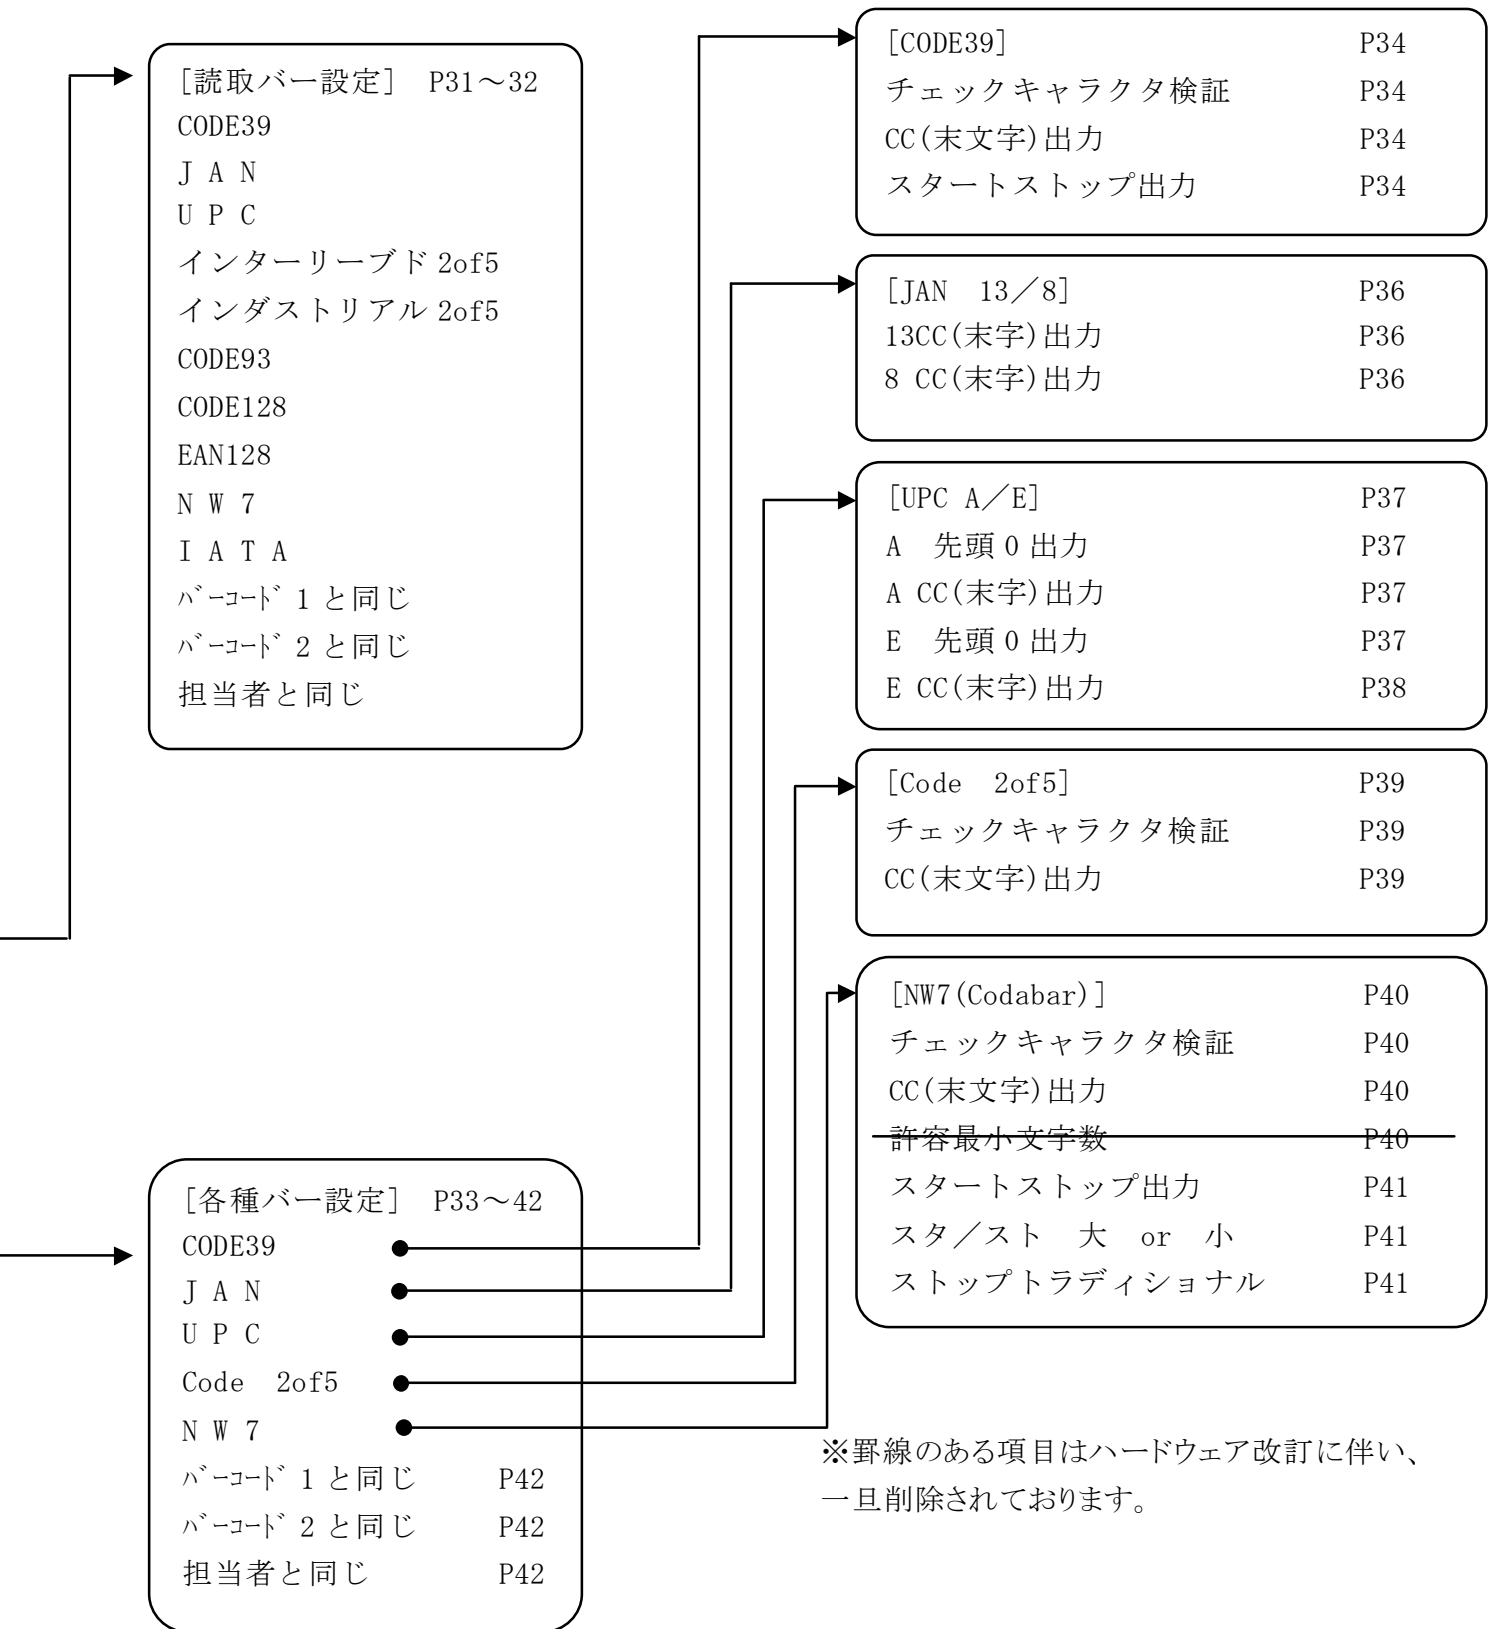 [読取バー設定] P31～32
CODE39
J A N
U P C
インターリーブド 2of5
インダストリアル 2of5
CODE93
CODE128
EAN128
N W 7
I A T A
ﾊﾞｰｺｰﾄﾞ 1 と同じ
ﾊﾞｰｺｰﾄﾞ 2 と同じ
担当者と同じ
[各種バー設定] P33～42
CODE39
J A N
U P C
Code 2of5
N W 7
ﾊﾞｰｺｰﾄﾞ 1 と同じ P42
ﾊﾞｰｺｰﾄﾞ 2 と同じ P42
担当者と同じ P42
[CODE39] P34
チェックキャラクタ検証 P34
CC(末文字)出力 P34
スタートストップ出力 P34
[JAN 13／8] P36
13CC(末字)出力 P36
8 CC(末字)出力 P36
[UPC A／E] P37
A 先頭 0 出力 P37
A CC(末字)出力 P37
E 先頭 0 出力 P37
E CC(末字)出力 P38
[Code 2of5] P39
チェックキャラクタ検証 P39
CC(末文字)出力 P39
[NW7(Codabar)] P40
チェックキャラクタ検証 P40
CC(末文字)出力 P40
許容最小文字数 P40
スタートストップ出力 P41
スタ／スト 大 or 小 P41
ストップトラディショナル P41
※罫線のある項目はハードウェア改訂に伴い、
一旦削除されております。